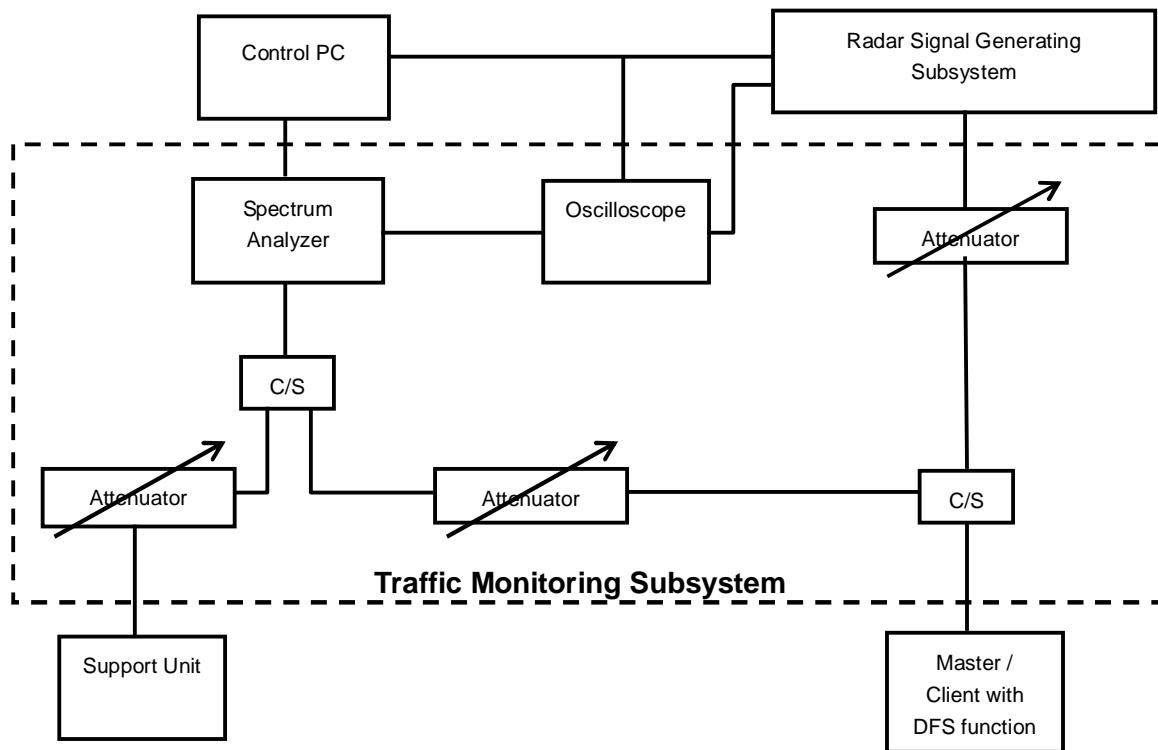 Control PC
Radar Signal Generating
Subsystem
Spectrum
Analyzer
Oscilloscope
Attenuator
C/S
Attenuator
Attenuator
C/S
Traffic Monitoring Subsystem
Support Unit
Master /
Client with
DFS function